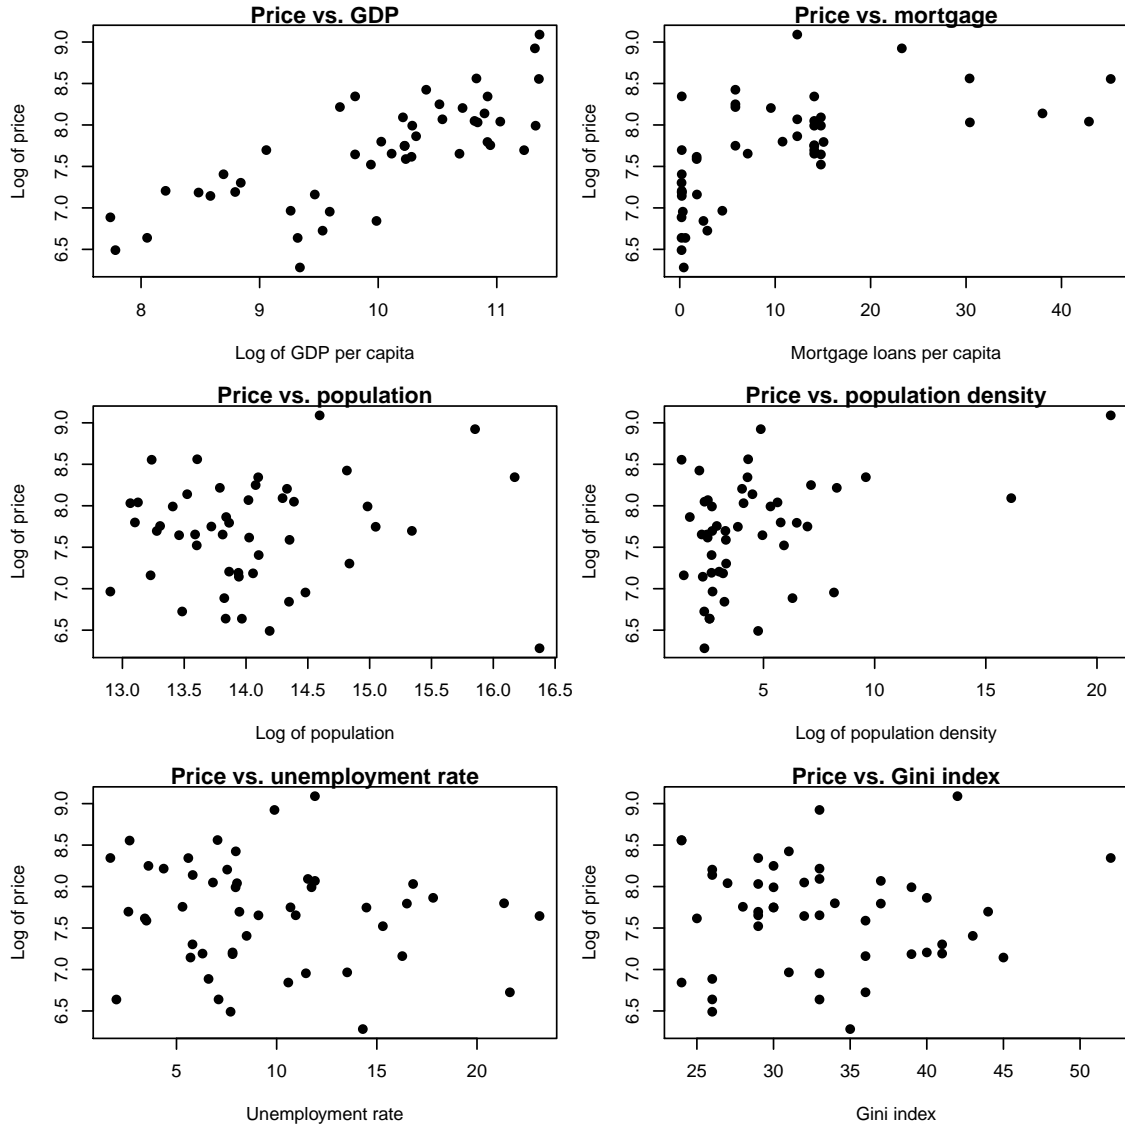 Price vs. GDP
Log of price
9.0
8.5
8.0
7.5
7.0
6.5
8 9 10 11
Log of GDP per capita
Price vs. mortgage
Log of price
9.0
8.5
8.0
7.5
7.0
6.5
0 10 20 30 40
Mortgage loans per capita
Price vs. population
Log of price
9.0
8.5
8.0
7.5
7.0
6.5
13.0 13.5 14.0 14.5 15.0 15.5 16.0 16.5
Log of population
Price vs. population density
Log of price
9.0
8.5
8.0
7.5
7.0
6.5
5 10 15 20
Log of population density
Price vs. unemployment rate
Log of price
9.0
8.5
8.0
7.5
7.0
6.5
5 10 15 20
Unemployment rate
Price vs. Gini index
Log of price
9.0
8.5
8.0
7.5
7.0
6.5
25 30 35 40 45 50
Gini index